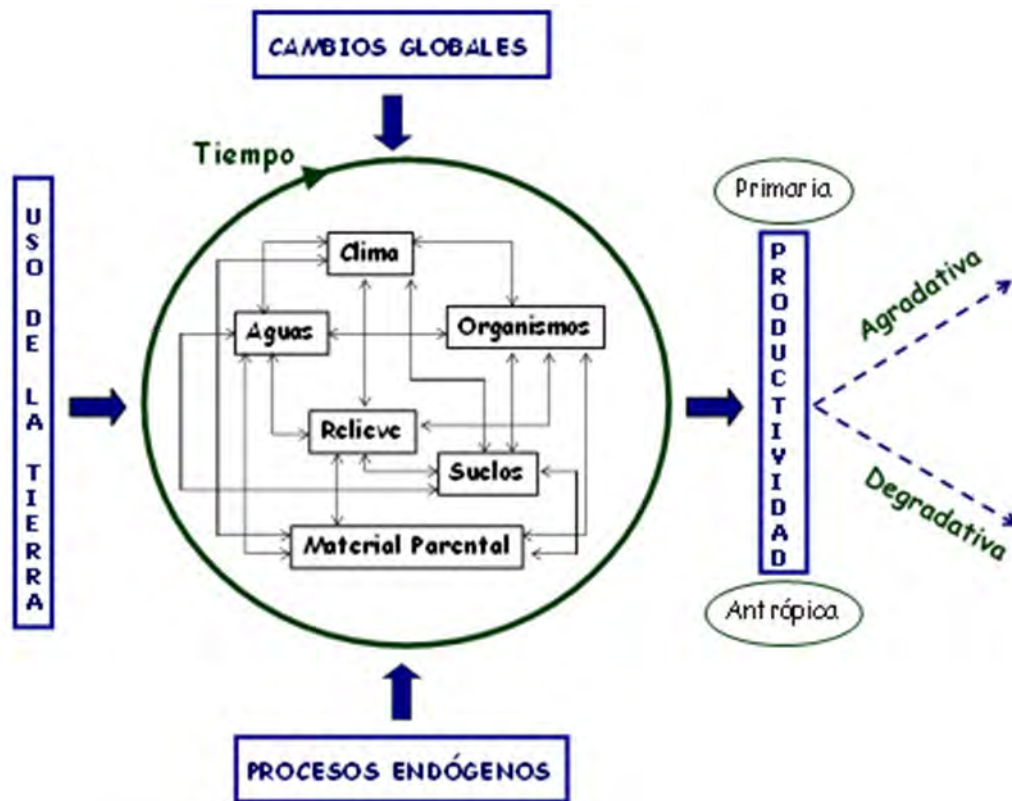 CAMBIOS GLOBALES
Tiempo
USO DE LA TIERRA
Clima
Aguas
Organismos
Relieve
Suelos
Material Parental
Primaria
PRODUCTIVIDAD
Antrópica
Agradativa
Degradativa
PROCESOS ENDÓGENOS